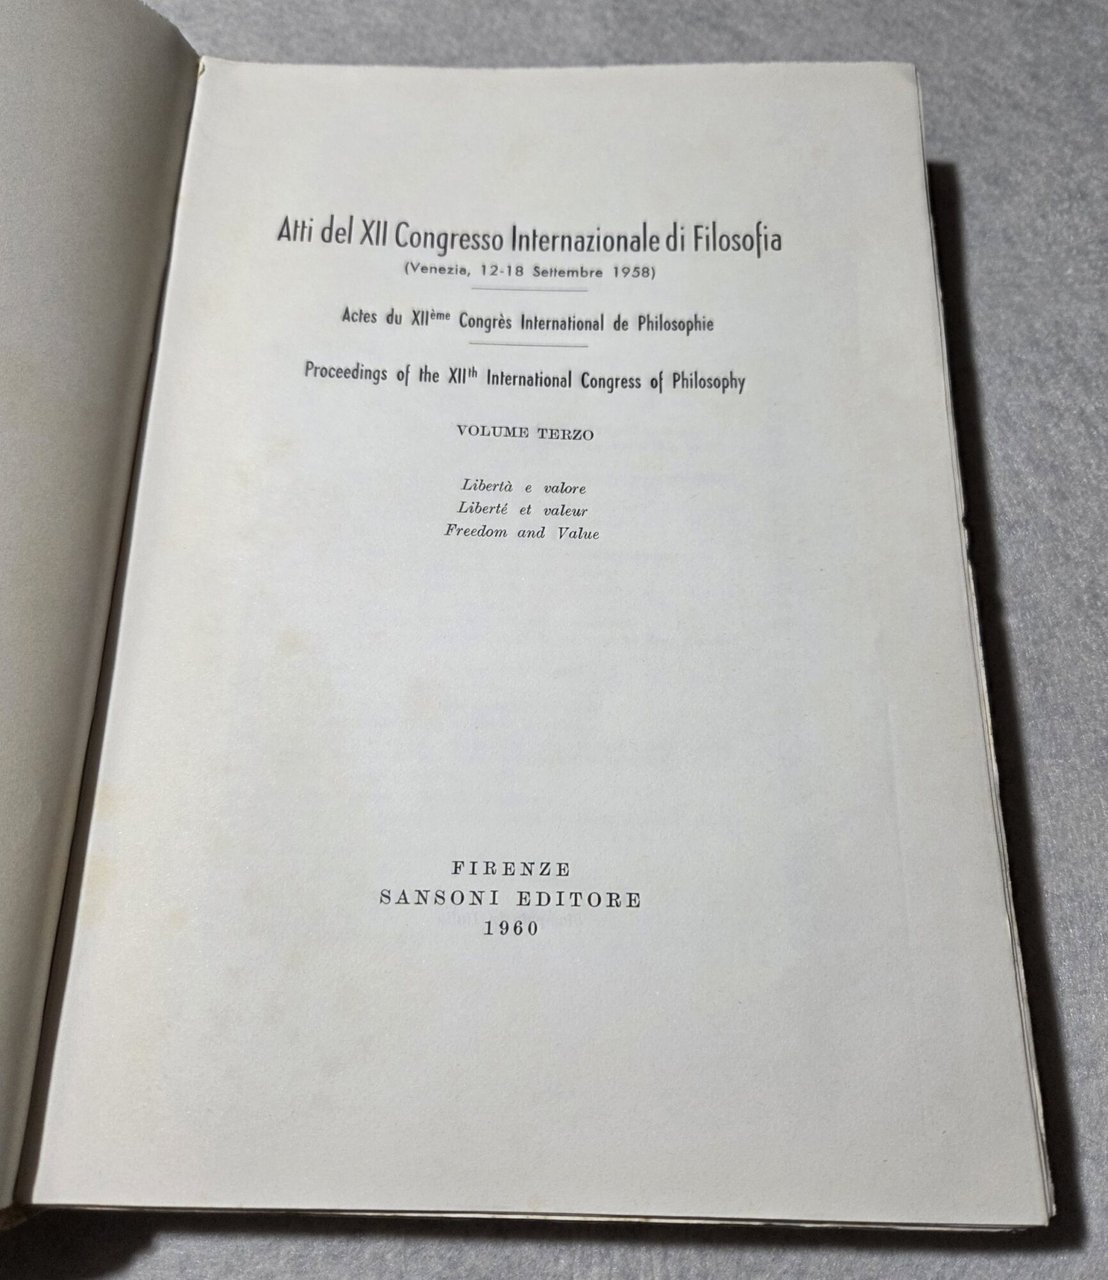 Atti del XII Congresso Internazionale di Filosofia
(Venezia, 12-18 Settembre 1958)
Actes du XIIème Congrès International de Philosophie
Proceedings of the XIIth International Congress of Philosophy
VOLUME TERZO
Libertà e valore
Liberté et valeur
Freedom and Value
FIRENZE
SANSONI EDITORE
1960